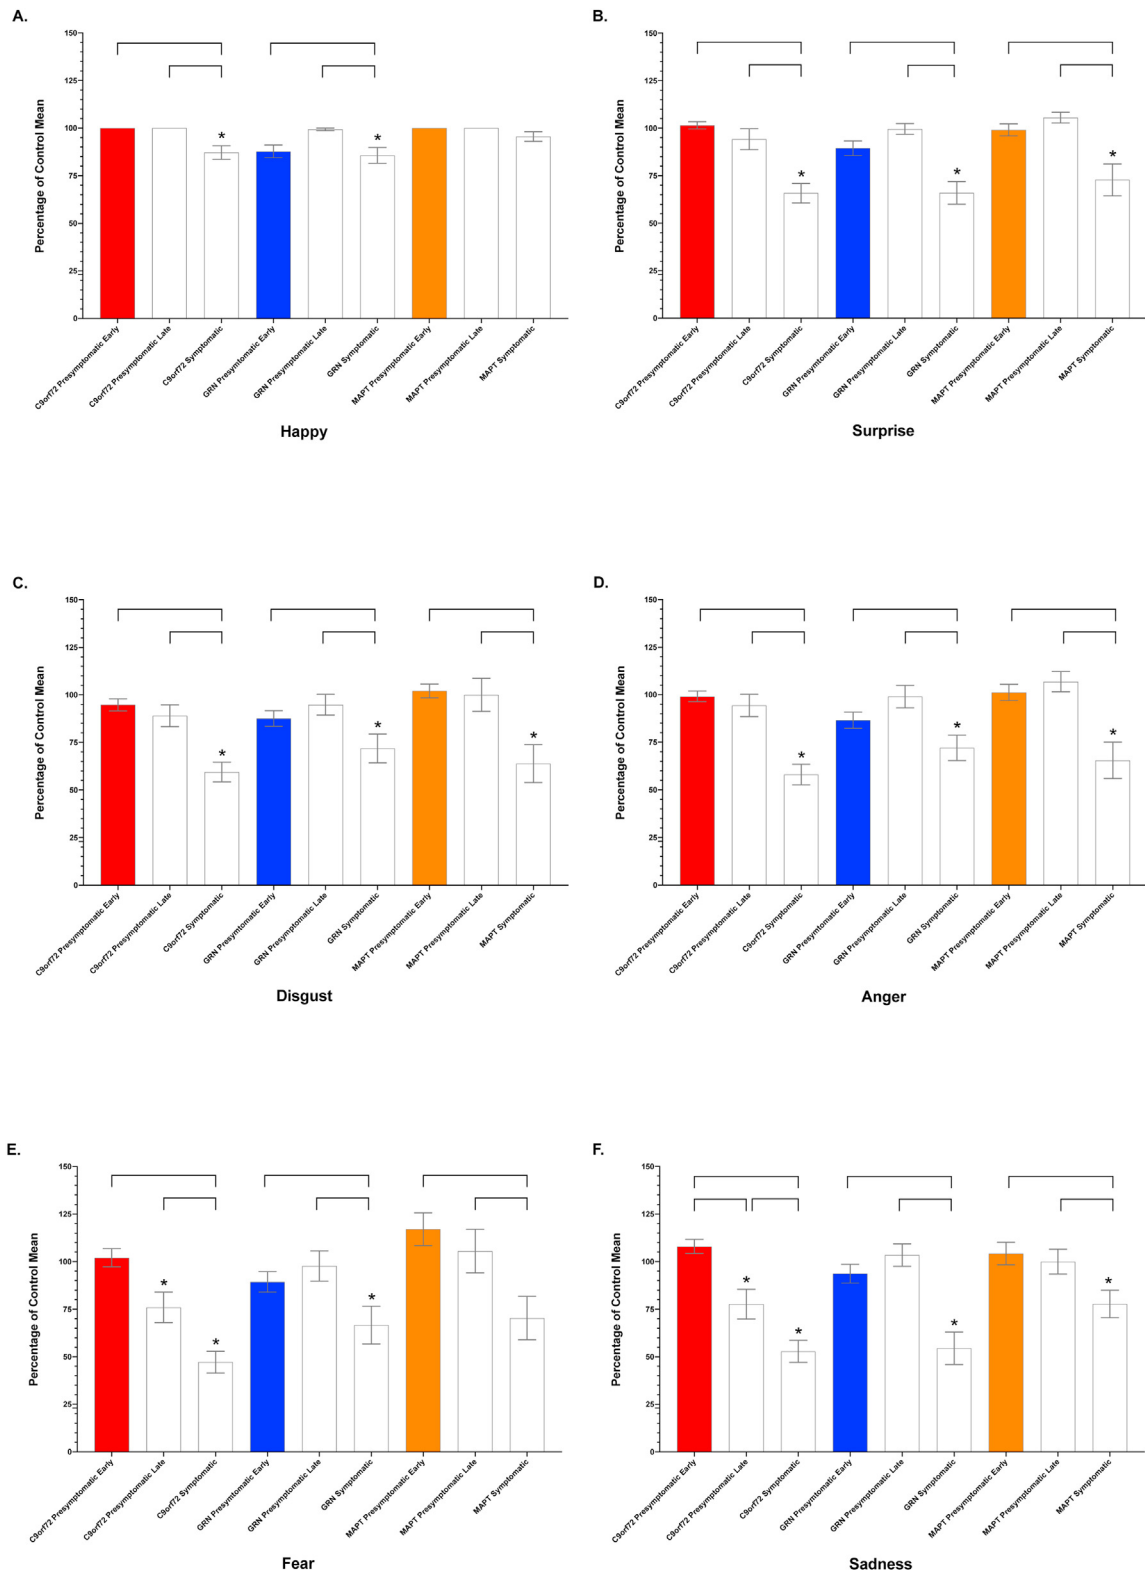 A.
Percentage of Control Mean
150
125
100
75
50
25
0
* *
C9orf72 Presymptomatic Early
C9orf72 Presymptomatic Late
C9orf72 Symptomatic
GRN Presymtomatic Early
GRN Presymptomatic Late
GRN Symptomatic
MAPT Presymptomatic Early
MAPT Presymptomatic Late
MAPT Symptomatic
Happy
B.
Percentage of Control Mean
150
125
100
75
50
25
0
* * *
C9orf72 Presymptomatic Early
C9orf72 Presymptomatic Late
C9orf72 Symptomatic
GRN Presymtomatic Early
GRN Presymptomatic Late
GRN Symptomatic
MAPT Presymptomatic Early
MAPT Presymptomatic Late
MAPT Symptomatic
Surprise
C.
Percentage of Control Mean
150
125
100
75
50
25
0
* * *
C9orf72 Presymptomatic Early
C9orf72 Presymptomatic Late
C9orf72 Symptomatic
GRN Presymtomatic Early
GRN Presymptomatic Late
GRN Symptomatic
MAPT Presymptomatic Early
MAPT Presymptomatic Late
MAPT Symptomatic
Disgust
D.
Percentage of Control Mean
150
125
100
75
50
25
0
* * *
C9orf72 Presymptomatic Early
C9orf72 Presymptomatic Late
C9orf72 Symptomatic
GRN Presymtomatic Early
GRN Presymptomatic Late
GRN Symptomatic
MAPT Presymptomatic Early
MAPT Presymptomatic Late
MAPT Symptomatic
Anger
E.
Percentage of Control Mean
150
125
100
75
50
25
0
* * *
C9orf72 Presymptomatic Early
C9orf72 Presymptomatic Late
C9orf72 Symptomatic
GRN Presymtomatic Early
GRN Presymptomatic Late
GRN Symptomatic
MAPT Presymptomatic Early
MAPT Presymptomatic Late
MAPT Symptomatic
Fear
F.
Percentage of Control Mean
150
125
100
75
50
25
0
* * * *
C9orf72 Presymptomatic Early
C9orf72 Presymptomatic Late
C9orf72 Symptomatic
GRN Presymtomatic Early
GRN Presymptomatic Late
GRN Symptomatic
MAPT Presymptomatic Early
MAPT Presymptomatic Late
MAPT Symptomatic
Sadness